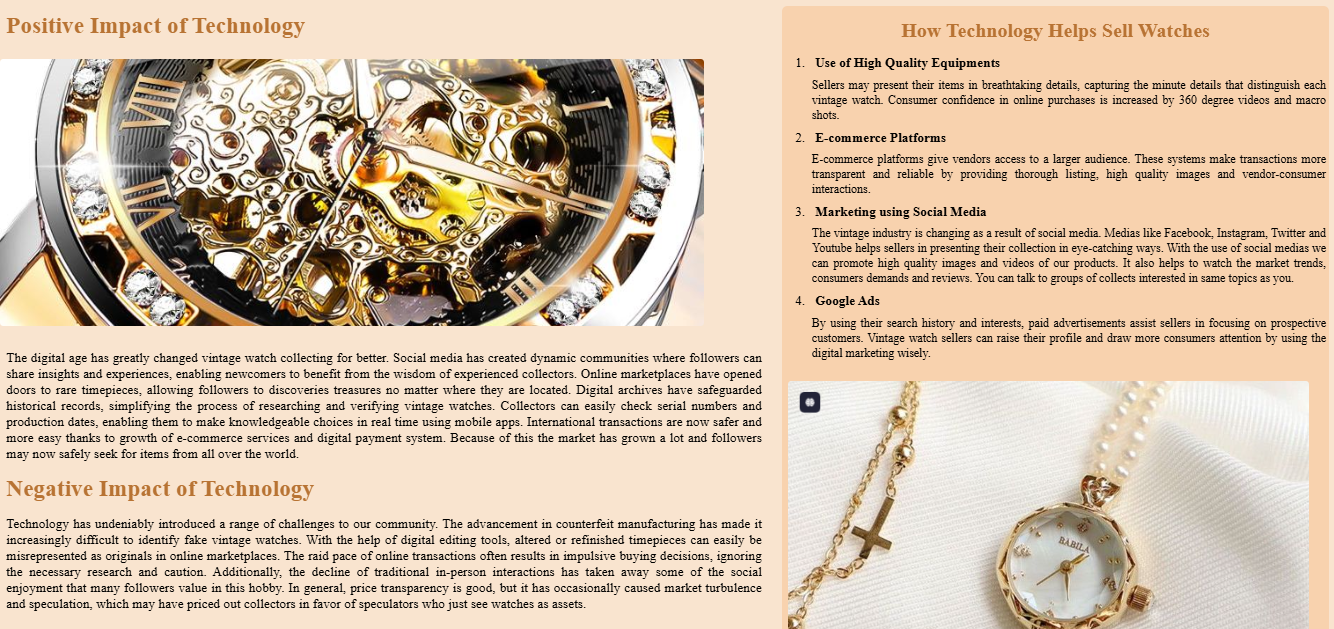 Positive Impact of Technology
The digital age has greatly changed vintage watch collecting for better. Social media has created dynamic communities where followers can
share insights and experiences, enabling newcomers to benefit from the wisdom of experienced collectors. Online marketplaces have opened
doors to rare timepieces, allowing followers to discoveries treasures no matter where they are located. Digital archives have safeguarded
historical records, simplifying the process of researching and verifying vintage watches. Collectors can easily check serial numbers and
production dates, enabling them to make knowledgeable choices in real time using mobile apps. International transactions are now safer and
more easy thanks to growth of e-commerce services and digital payment system. Because of this the market has grown a lot and followers
may now safely seek for items from all over the world.
Negative Impact of Technology
Technology has undeniably introduced a range of challenges to our community. The advancement in counterfeit manufacturing has made it
increasingly difficult to identify fake vintage watches. With the help of digital editing tools, altered or refinished timepieces can easily be
misrepresented as originals in online marketplaces. The raid pace of online transactions often results in impulsive buying decisions, ignoring
the necessary research and caution. Additionally, the decline of traditional in-person interactions has taken away some of the social
enjoyment that many followers value in this hobby. In general, price transparency is good, but it has occasionally caused market turbulence
and speculation, which may have priced out collectors in favor of speculators who just see watches as assets.
How Technology Helps Sell Watches
1. Use of High Quality Equipments
Sellers may present their items in breathtaking details, capturing the minute details that distinguish each
vintage watch. Consumer confidence in online purchases is increased by 360 degree videos and macro
shots.
2. E-commerce Platforms
E-commerce platforms give vendors access to a larger audience. These systems make transactions more
transparent and reliable by providing thorough listing, high quality images and vendor-consumer
interactions.
3. Marketing using Social Media
The vintage industry is changing as a result of social media. Medias like Facebook, Instagram, Twitter and
Youtube helps sellers in presenting their collection in eye-catching ways. With the use of social medias we
can promote high quality images and videos of our products. It also helps to watch the market trends,
consumers demands and reviews. You can talk to groups of collects interested in same topics as you.
4. Google Ads
By using their search history and interests, paid advertisements assist sellers in focusing on prospective
customers. Vintage watch sellers can raise their profile and draw more consumers attention by using the
digital marketing wisely.
BABILA